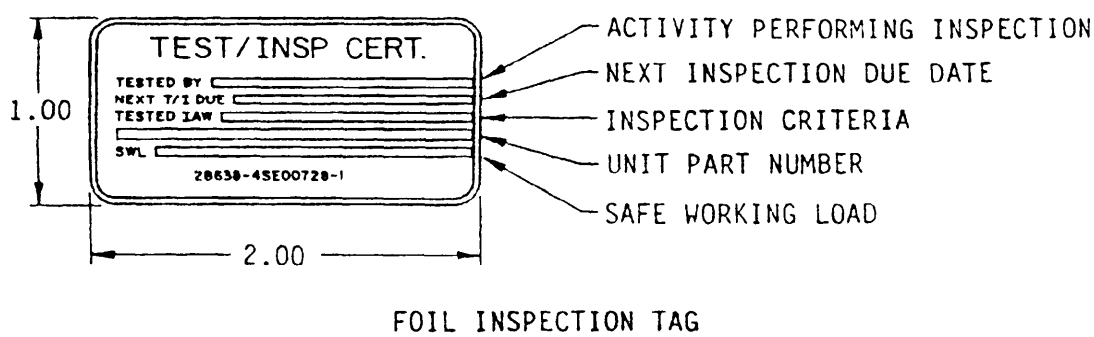 TEST/INSP CERT.
TESTED BY
NEXT T/I DUE
TESTED IAW
SWL
28638-4SE00728-1
1.00
2.00
ACTIVITY PERFORMING INSPECTION
NEXT INSPECTION DUE DATE
INSPECTION CRITERIA
UNIT PART NUMBER
SAFE WORKING LOAD
FOIL INSPECTION TAG